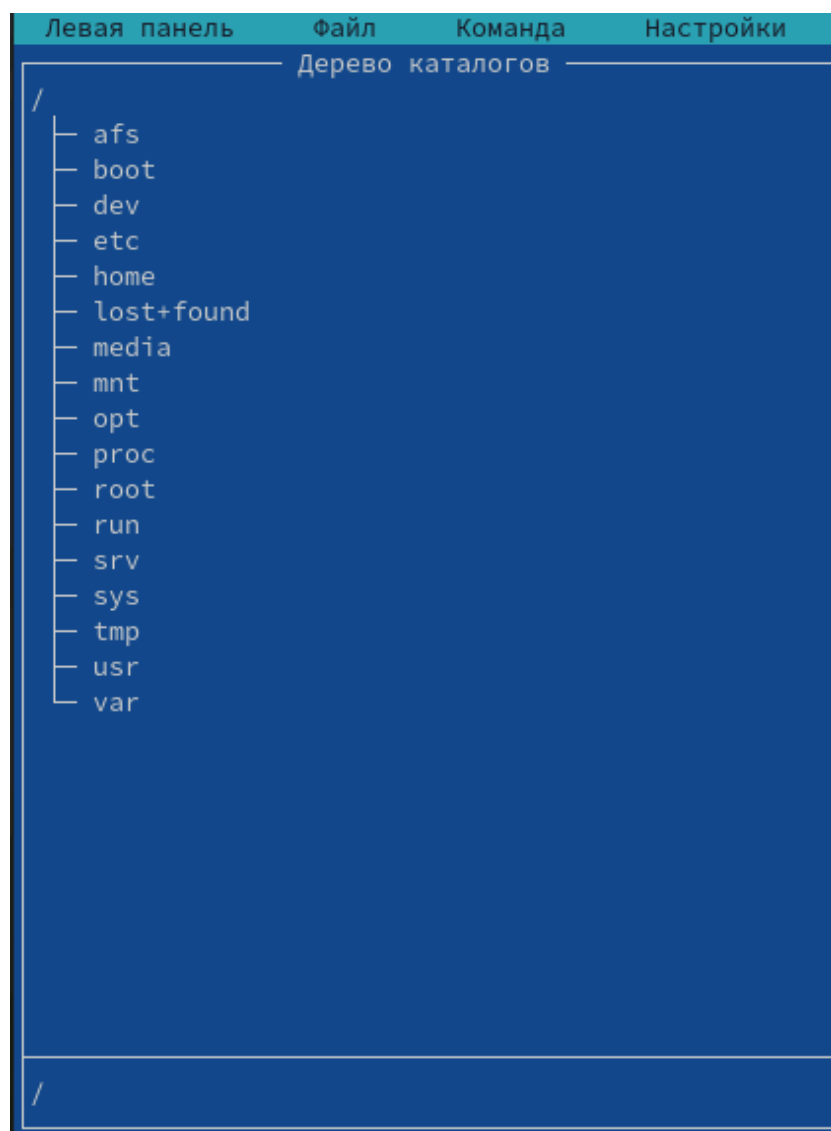 Левая панель Файл Команда Настройки
Дерево каталогов
/
afs
boot
dev
etc
home
lost+found
media
mnt
opt
proc
root
run
srv
sys
tmp
usr
var
/